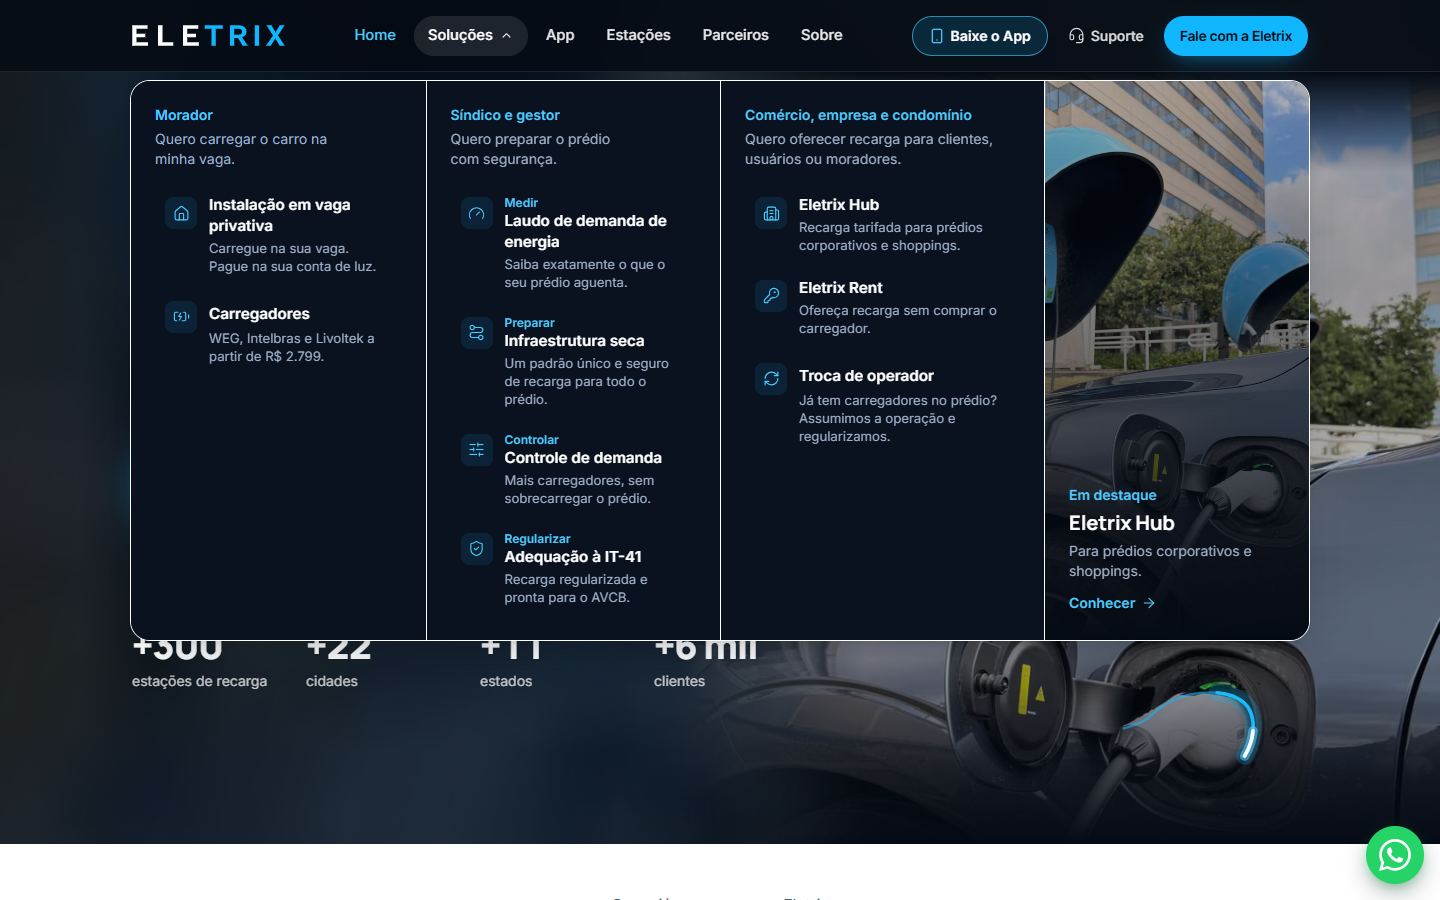 ELETRIX
Home
Soluções
App
Estações
Parceiros
Sobre
Baixe o App
Suporte
Fale com a Eletrix
Morador
Quero carregar o carro na
minha vaga.
Instalação em vaga
privativa
Carregue na sua vaga.
Pague na sua conta de luz.
Carregadores
WEG, Intelbras e Livoltek a
partir de R$ 2.799.
Síndico e gestor
Quero preparar o prédio
com segurança.
Medir
Laudo de demanda de
energia
Saiba exatamente o que o
seu prédio aguenta.
Preparar
Infraestrutura seca
Um padrão único e seguro
de recarga para todo o
prédio.
Controlar
Controle de demanda
Mais carregadores, sem
sobrecarregar o prédio.
Regularizar
Adequação à IT-41
Recarga regularizada e
pronta para o AVCB.
Comércio, empresa e condomínio
Quero oferecer recarga para clientes,
usuários ou moradores.
Eletrix Hub
Recarga tarifada para prédios
corporativos e shoppings.
Eletrix Rent
Ofereça recarga sem comprar o
carregador.
Troca de operador
Já tem carregadores no prédio?
Assumimos a operação e
regularizamos.
Em destaque
Eletrix Hub
Para prédios corporativos e
shoppings.
Conhecer
+300
estações de recarga
+22
cidades
+11
estados
+6 mil
clientes